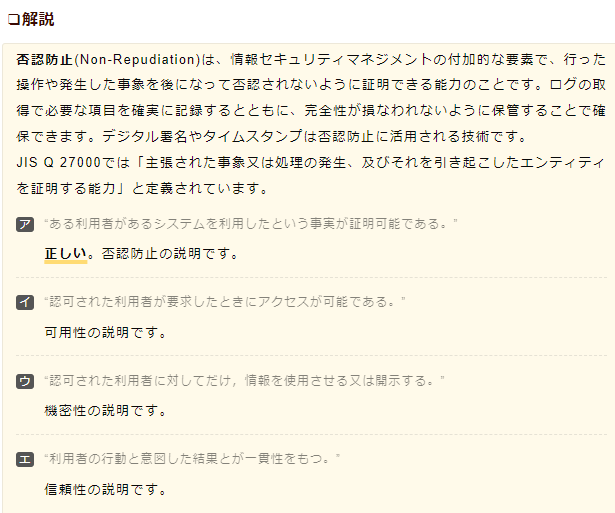 ❏解説
否認防止(Non-Repudiation)は、情報セキュリティマネジメントの付加的な要素で、行った
操作や発生した事象を後になって否認されないように証明できる能力のことです。ログの取
得で必要な項目を確実に記録するとともに、完全性が損なわれないように保管することで確
保できます。デジタル署名やタイムスタンプは否認防止に活用される技術です。
JIS Q 27000では「主張された事象又は処理の発生、及びそれを引き起こしたエンティティ
を証明する能力」と定義されています。
ア “ある利用者があるシステムを利用したという事実が証明可能である。”
正しい。否認防止の説明です。
イ “認可された利用者が要求したときにアクセスが可能である。”
可用性の説明です。
ウ “認可された利用者に対してだけ，情報を使用させる又は開示する。”
機密性の説明です。
エ “利用者の行動と意図した結果とが一貫性をもつ。”
信頼性の説明です。